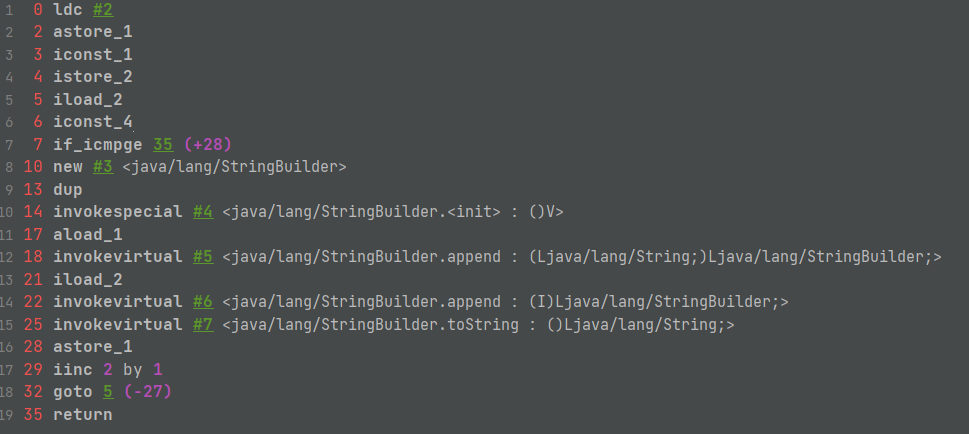 1 0 ldc #2
2 2 astore_1
3 3 iconst_1
4 4 istore_2
5 5 iload_2
6 6 iconst_4
7 7 if_icmpge 35 (+28)
8 10 new #3 <java/lang/StringBuilder>
9 13 dup
10 14 invokespecial #4 <java/lang/StringBuilder.<init> : ()V>
11 17 aload_1
12 18 invokevirtual #5 <java/lang/StringBuilder.append : (Ljava/lang/String;)Ljava/lang/StringBuilder;>
13 21 iload_2
14 22 invokevirtual #6 <java/lang/StringBuilder.append : (I)Ljava/lang/StringBuilder;>
15 25 invokevirtual #7 <java/lang/StringBuilder.toString : ()Ljava/lang/String;>
16 28 astore_1
17 29 iinc 2 by 1
18 32 goto 5 (-27)
19 35 return